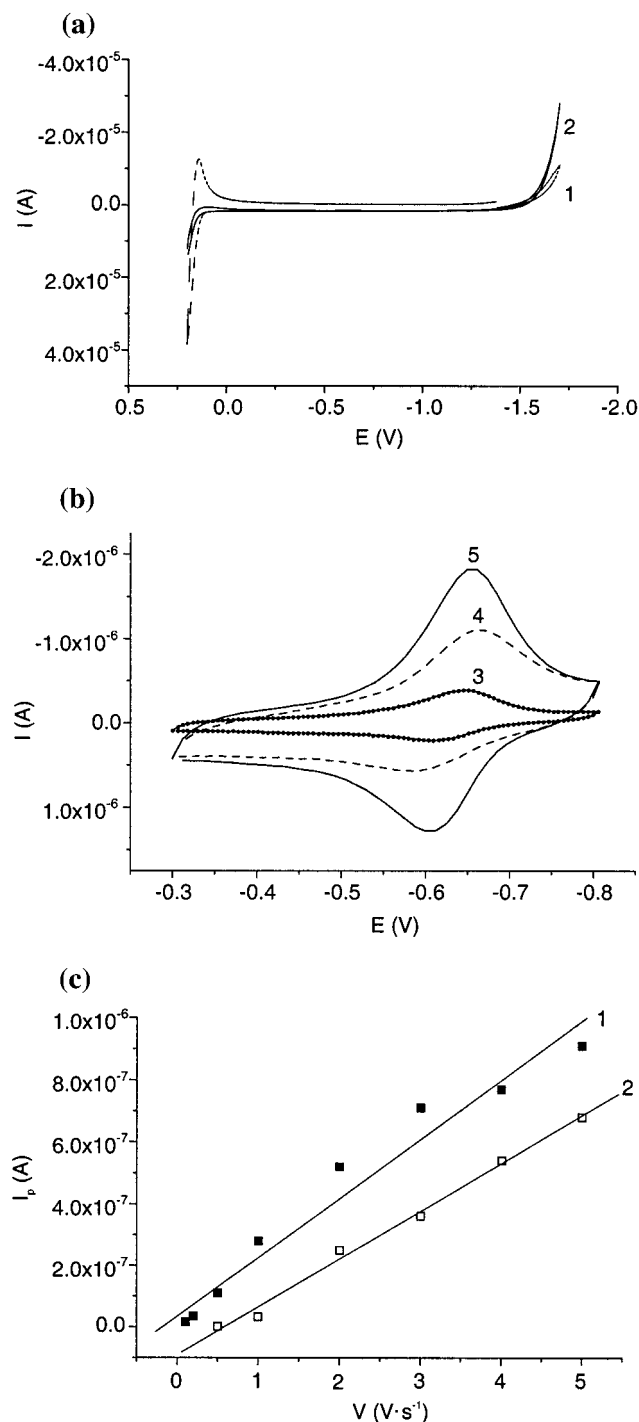 (a)
-4.0x10⁻⁵
-2.0x10⁻⁵
0.0
2.0x10⁻⁵
4.0x10⁻⁵
I (A)
2
1
0.5 0.0 -0.5 -1.0 -1.5 -2.0
E (V)
(b)
-2.0x10⁻⁶
-1.0x10⁻⁶
0.0
1.0x10⁻⁶
I (A)
5
4
3
-0.3 -0.4 -0.5 -0.6 -0.7 -0.8
E (V)
(c)
1.0x10⁻⁶
8.0x10⁻⁷
6.0x10⁻⁷
4.0x10⁻⁷
2.0x10⁻⁷
0.0
Iₚ (A)
1
2
0 1 2 3 4 5
V (V·s⁻¹)